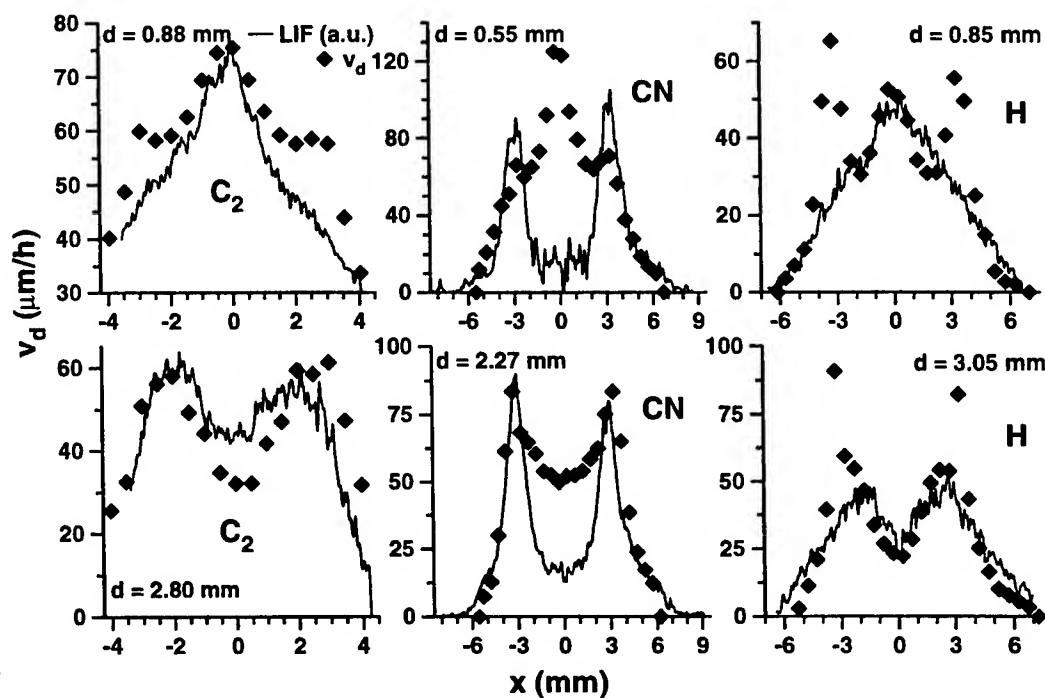 d = 0.88 mm — LIF (a.u.)
◆ v_d
C₂
80
70
60
50
40
30
-4 -2 0 2 4
d = 0.55 mm
CN
120
80
40
0
-6 -3 0 3 6 9
d = 0.85 mm
H
60
40
20
0
-6 -3 0 3 6
v_d (μm/h)
C₂
d = 2.80 mm
60
40
20
0
-4 -2 0 2 4
d = 2.27 mm
CN
100
75
50
25
0
-6 -3 0 3 6 9
d = 3.05 mm
H
100
75
50
25
0
-6 -3 0 3 6
x (mm)